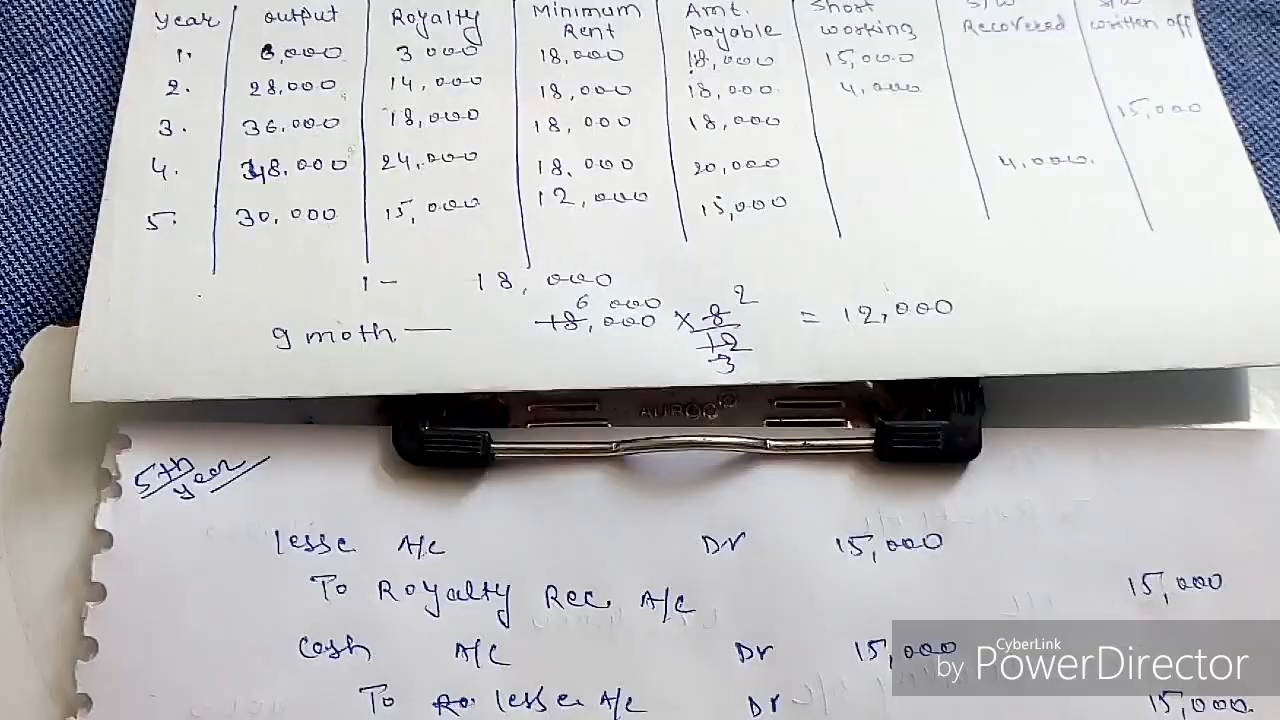 year output Royalty Minimum Rent Amt. Payable Short working Recovered written off
1. 6,000 3000 18,000 18,000 15,000
2. 28,000 14,000 18,000 18,000 4,000
3. 36,000 18,000 18,000 18,000 15,000
4. 48,000 24,000 18,000 20,000 4,000.
5. 30,000 15,000 12,000 15,000
1 - 18,000
6 000 2
9 moth — 18,000 × 8 = 12,000
12
3
5th year
lesse A/c Dr 15,000
To Royalty Rec. A/c 15,000
Cash A/c Dr 15,000
To lesse A/c Dr 15,000
AUROO
CyberLink
by PowerDirector